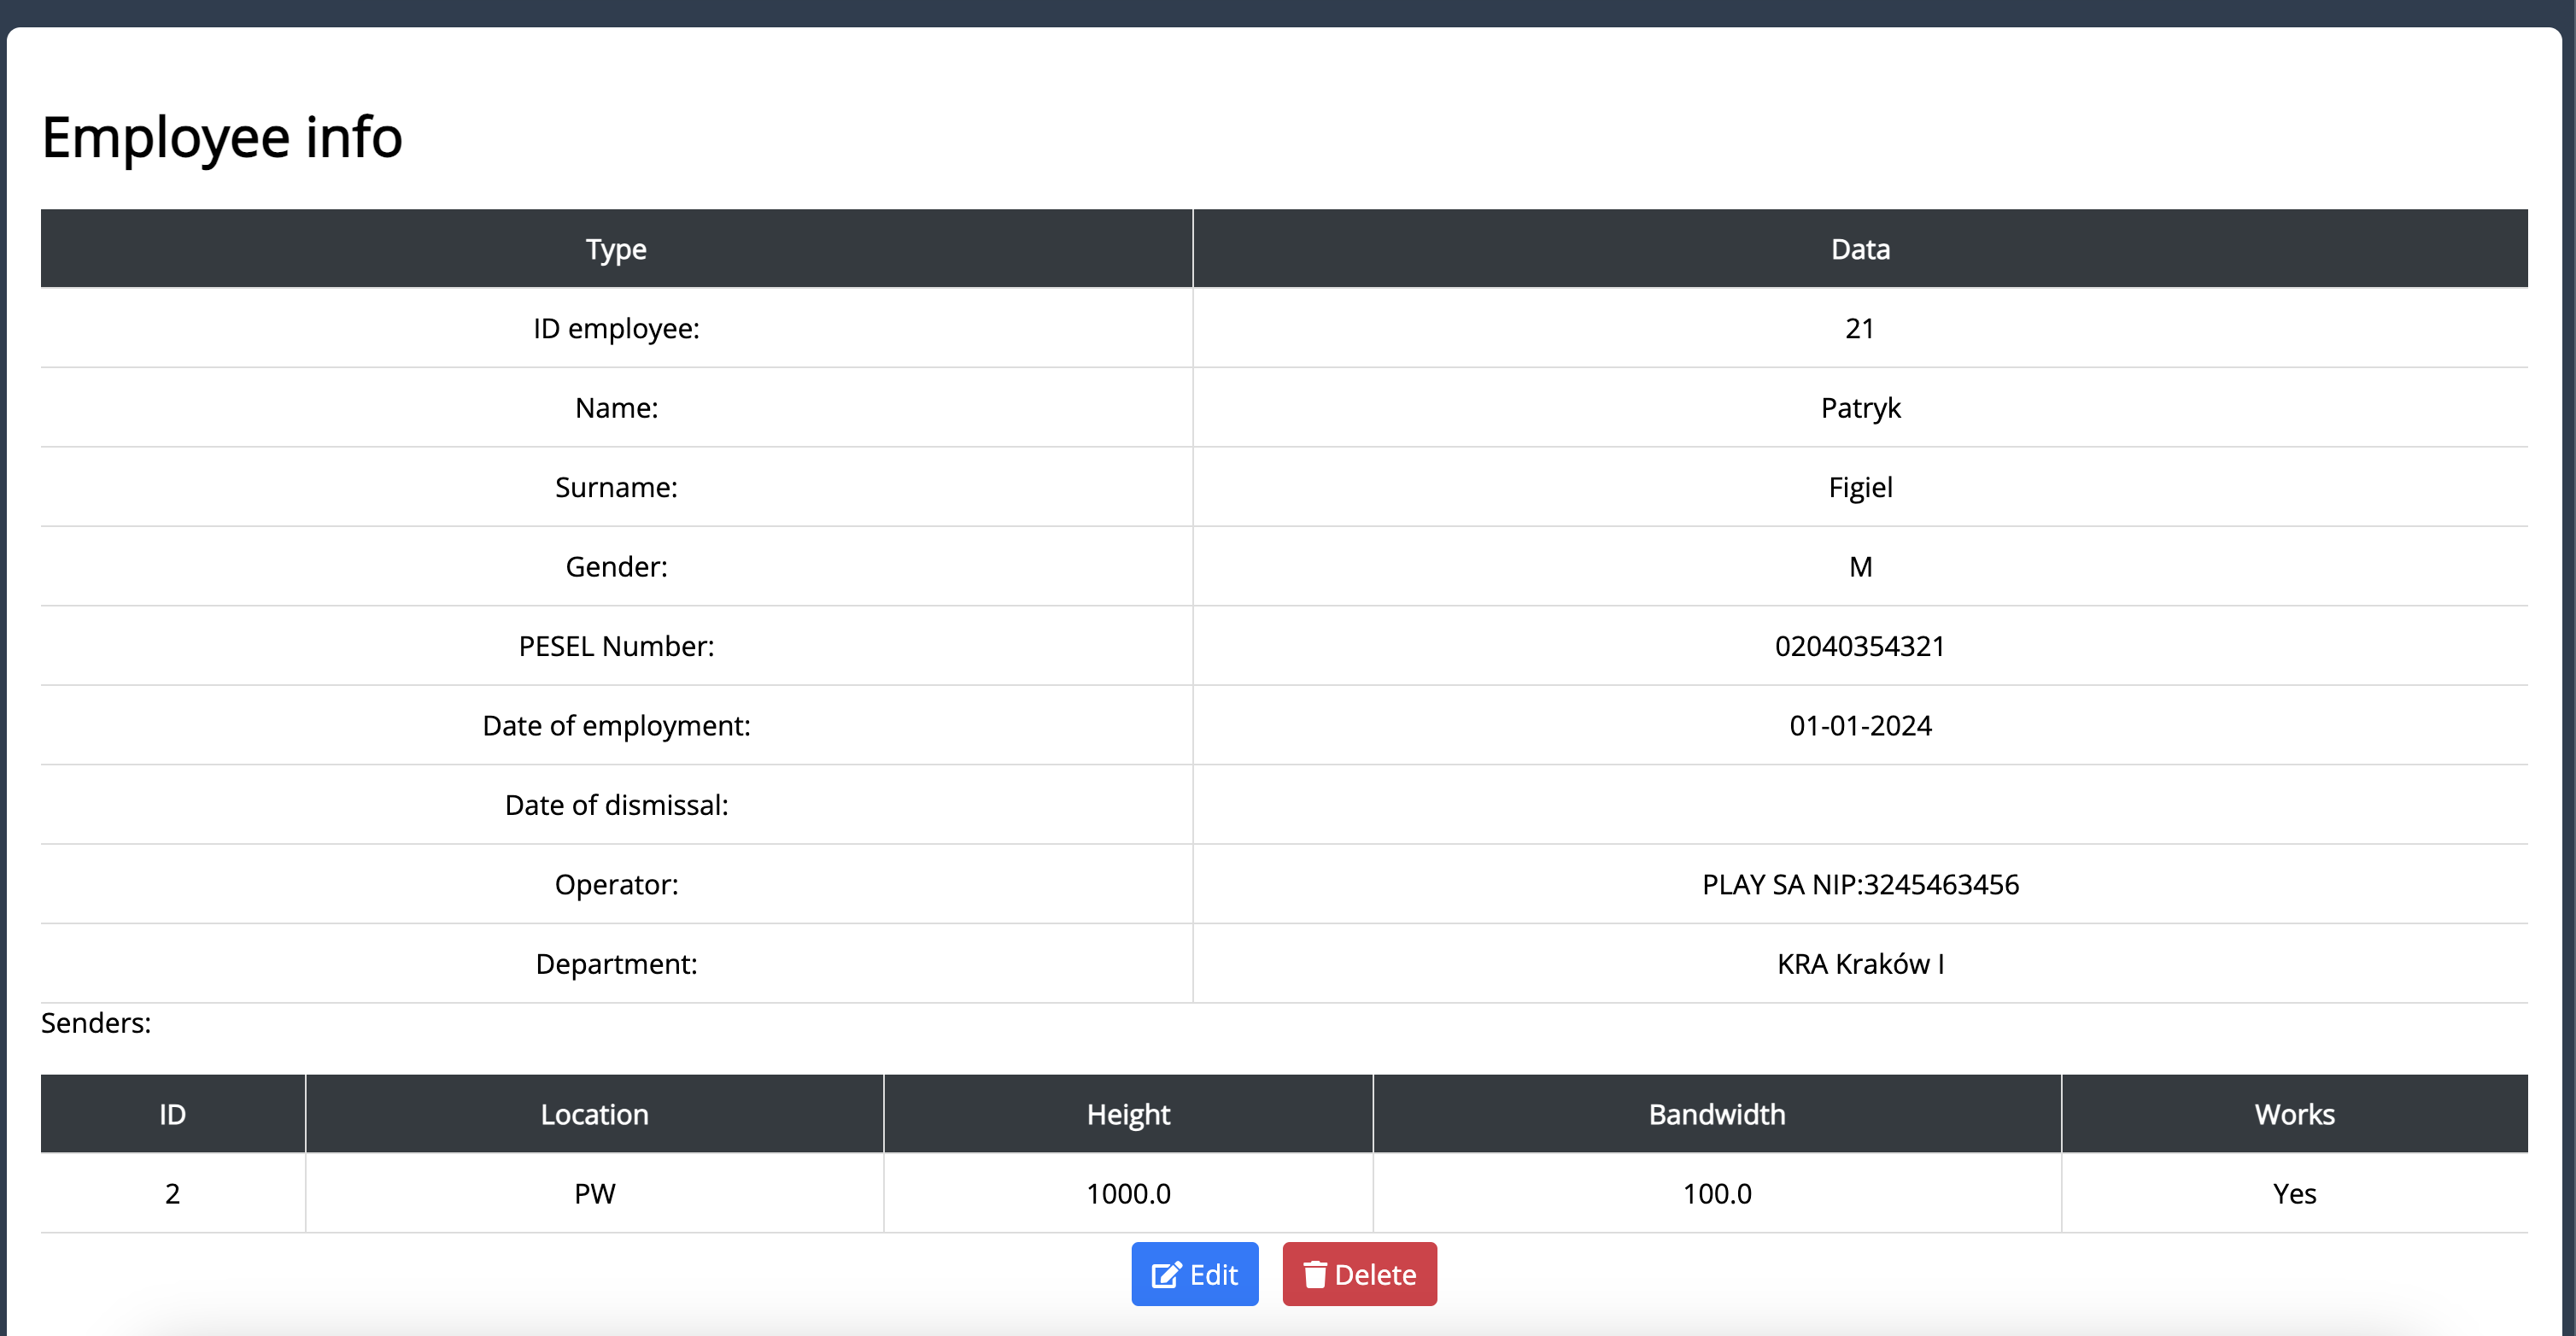 Employee info
Type Data
ID employee: 21
Name: Patryk
Surname: Figiel
Gender: M
PESEL Number: 02040354321
Date of employment: 01-01-2024
Date of dismissal:
Operator: PLAY SA NIP:3245463456
Department: KRA Kraków I
Senders:
ID Location Height Bandwidth Works
2 PW 1000.0 100.0 Yes
Edit Delete